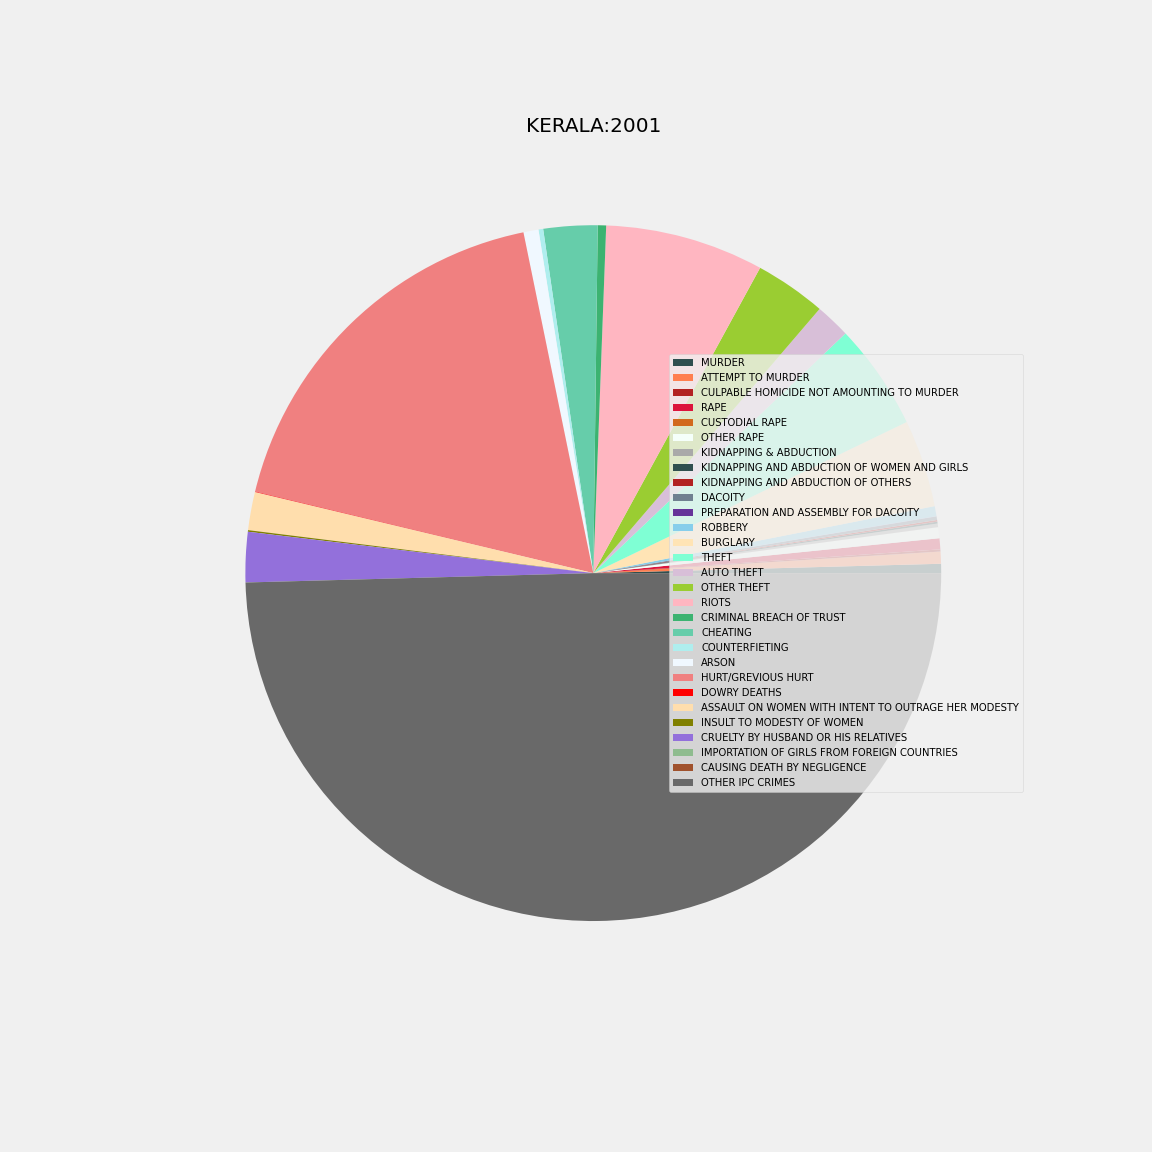 KERALA:2001
MURDER
ATTEMPT TO MURDER
CULPABLE HOMICIDE NOT AMOUNTING TO MURDER
RAPE
CUSTODIAL RAPE
OTHER RAPE
KIDNAPPING & ABDUCTION
KIDNAPPING AND ABDUCTION OF WOMEN AND GIRLS
KIDNAPPING AND ABDUCTION OF OTHERS
DACOITY
PREPARATION AND ASSEMBLY FOR DACOITY
ROBBERY
BURGLARY
THEFT
AUTO THEFT
OTHER THEFT
RIOTS
CRIMINAL BREACH OF TRUST
CHEATING
COUNTERFIETING
ARSON
HURT/GREVIOUS HURT
DOWRY DEATHS
ASSAULT ON WOMEN WITH INTENT TO OUTRAGE HER MODESTY
INSULT TO MODESTY OF WOMEN
CRUELTY BY HUSBAND OR HIS RELATIVES
IMPORTATION OF GIRLS FROM FOREIGN COUNTRIES
CAUSING DEATH BY NEGLIGENCE
OTHER IPC CRIMES